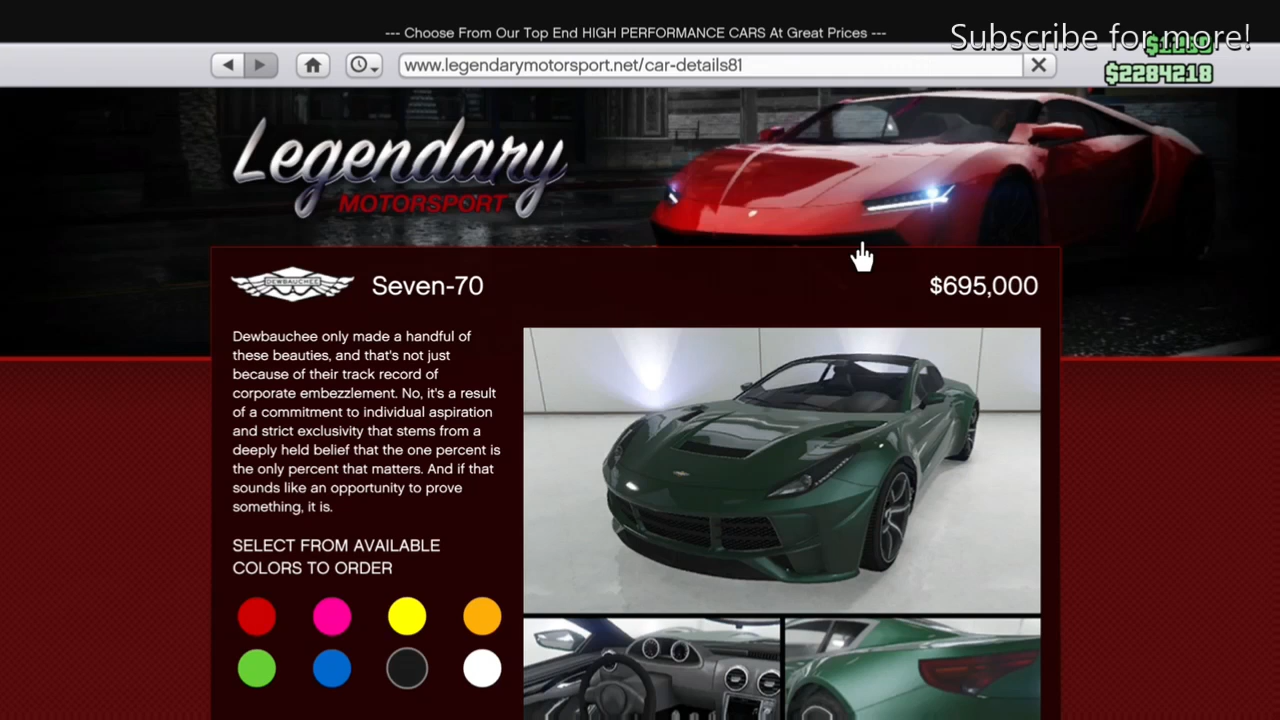 --- Choose From Our Top End HIGH PERFORMANCE CARS At Great Prices ---
Subscribe for more!
www.legendarymotorsport.net/car-details81
$2284218
Legendary
MOTORSPORT
DEWBAUCHEE
Seven-70
$695,000
Dewbauchee only made a handful of
these beauties, and that's not just
because of their track record of
corporate embezzlement. No, it's a result
of a commitment to individual aspiration
and strict exclusivity that stems from a
deeply held belief that the one percent is
the only percent that matters. And if that
sounds like an opportunity to prove
something, it is.
SELECT FROM AVAILABLE
COLORS TO ORDER